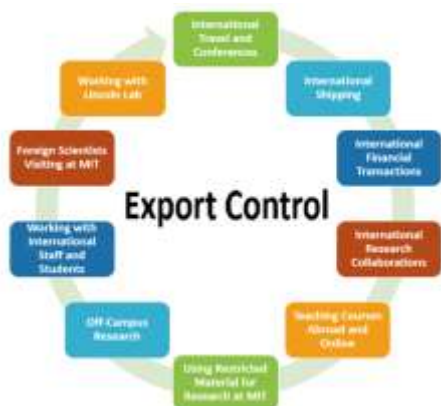 International
Travel and
Conferences
International
Shipping
International
Financial
Transactions
International
Research
Collaborations
Teaching Courses
Abroad and
Online
Using Restricted
Material for
Research at MIT
Off-Campus
Research
Working with
International
Staff and
Students
Foreign Scientists
Visiting at MIT
Working with
Lincoln Lab
Export Control